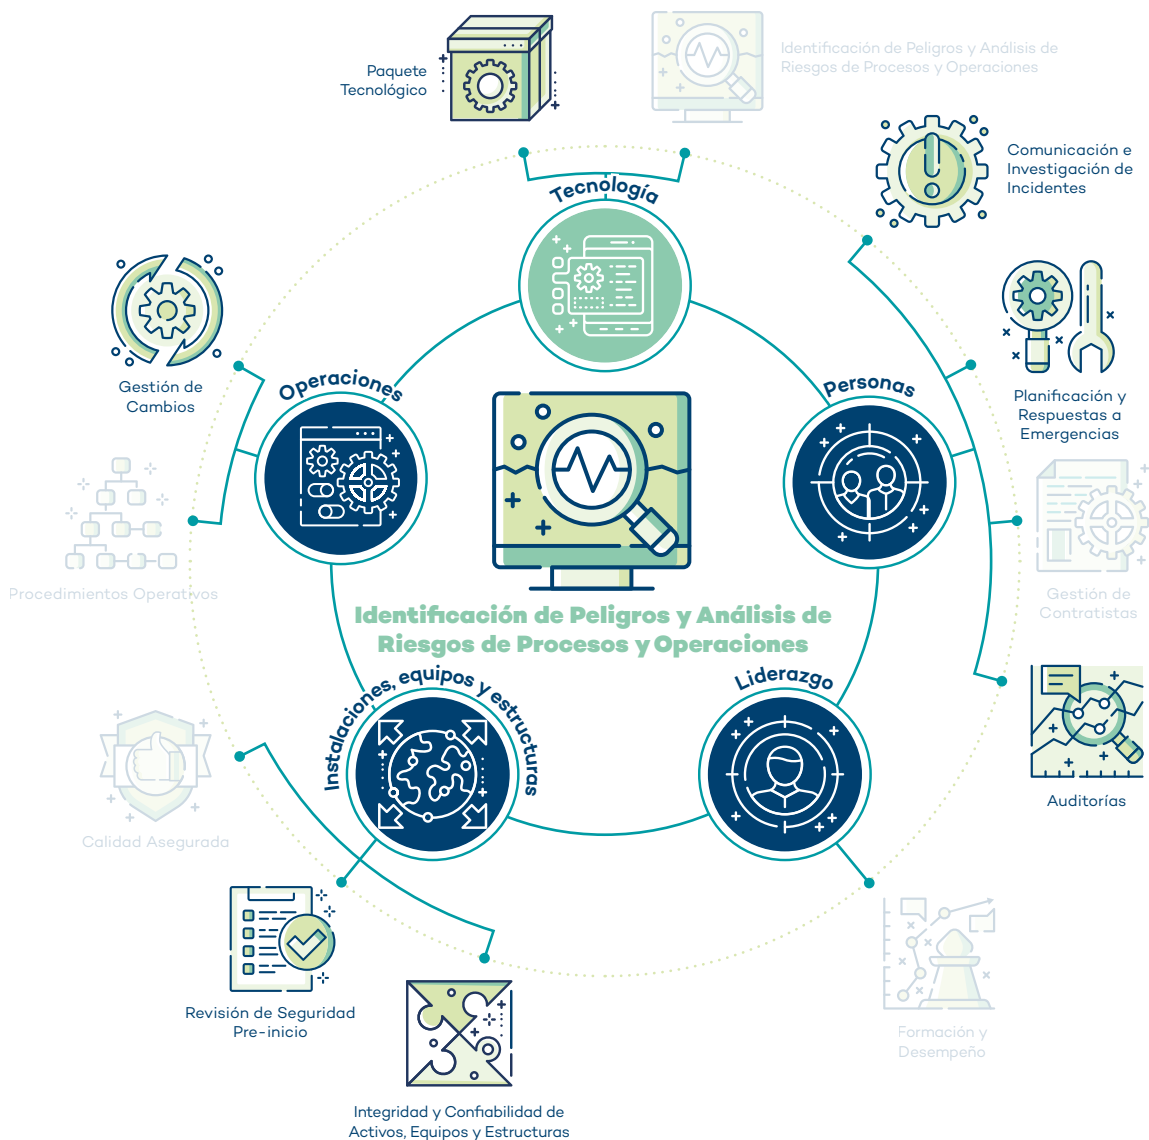 Paquete
Tecnológico
Identificación de Peligros y Análisis de
Riesgos de Procesos y Operaciones
Comunicación e
Investigación de
Incidentes
Tecnología
Gestión de
Cambios
Operaciones
Personas
Planificación y
Respuestas a
Emergencias
Procedimientos Operativos
Gestión de
Contratistas
Identificación de Peligros y Análisis de
Riesgos de Procesos y Operaciones
Instalaciones, equipos y estructuras
Liderazgo
Calidad Asegurada
Auditorías
Revisión de Seguridad
Pre-inicio
Formación y
Desempeño
Integridad y Confiabilidad de
Activos, Equipos y Estructuras